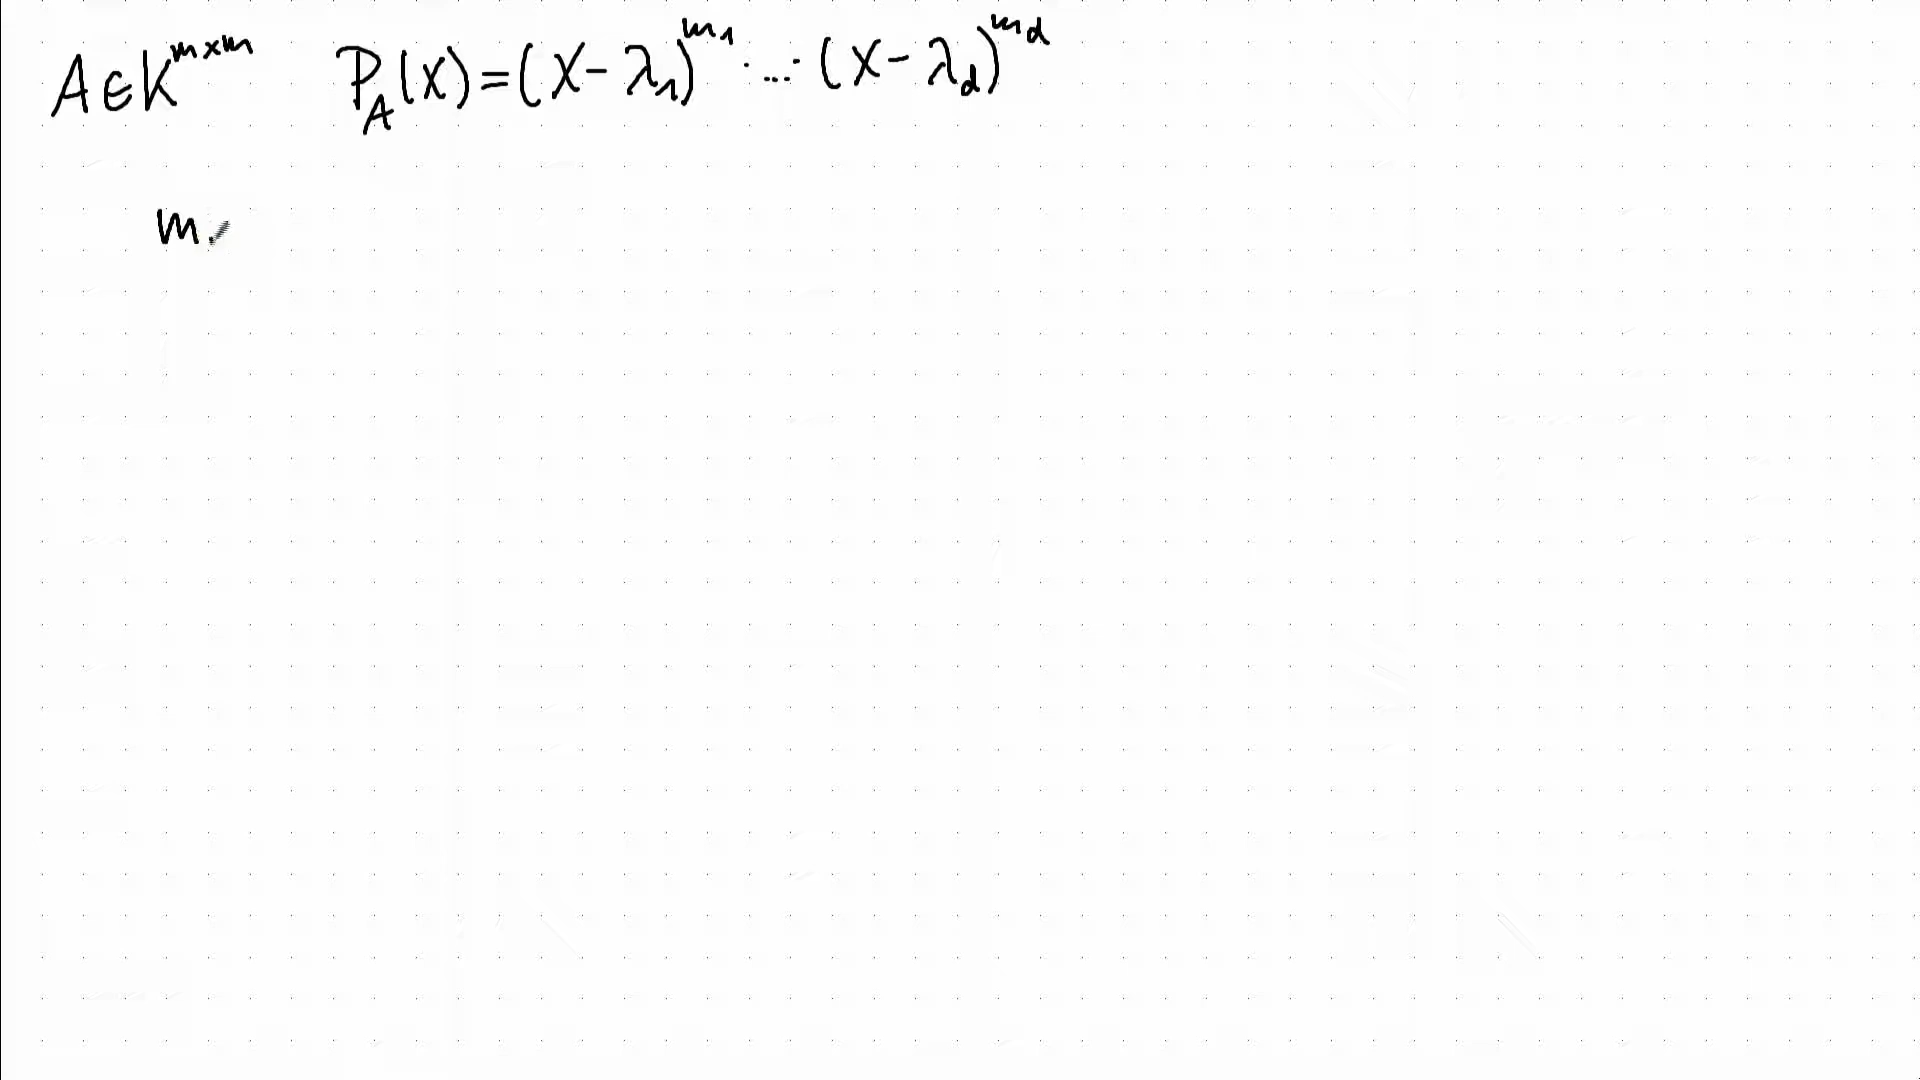 A ∈ K^{n×n} P_A(X) = (X - λ_1)^{m_1} · ... · (X - λ_d)^{m_d}
m